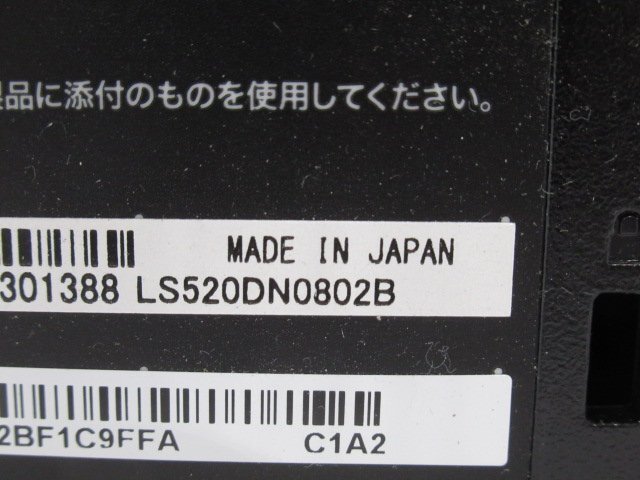 品に添付のものを使用してください。
MADE IN JAPAN
301388 LS520DN0802B
2BF1C9FFA C1A2